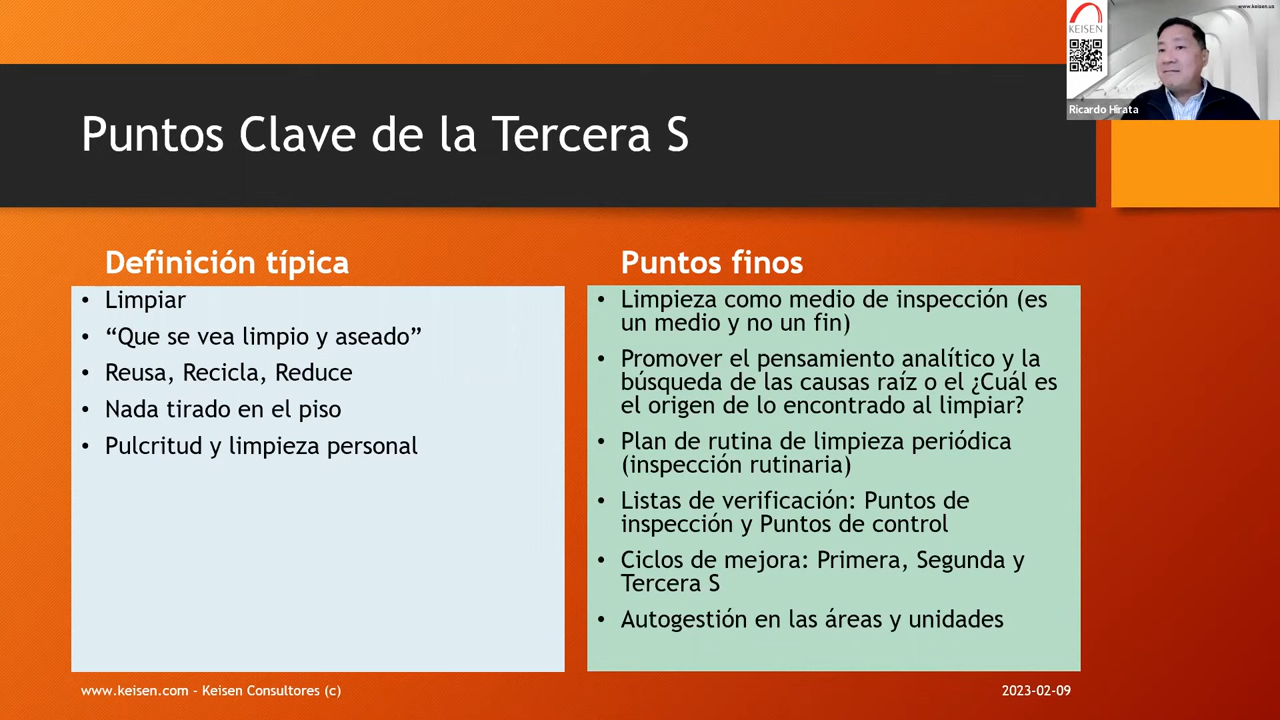 www.keisen.us
KEISEN
Ricardo Hirata
Puntos Clave de la Tercera S
Definición típica
• Limpiar
• “Que se vea limpio y aseado”
• Reusa, Recicla, Reduce
• Nada tirado en el piso
• Pulcritud y limpieza personal
Puntos finos
• Limpieza como medio de inspección (es
un medio y no un fin)
• Promover el pensamiento analítico y la
búsqueda de las causas raíz o el ¿Cuál es
el origen de lo encontrado al limpiar?
• Plan de rutina de limpieza periódica
(inspección rutinaria)
• Listas de verificación: Puntos de
inspección y Puntos de control
• Ciclos de mejora: Primera, Segunda y
Tercera S
• Autogestión en las áreas y unidades
www.keisen.com - Keisen Consultores (c)
2023-02-09